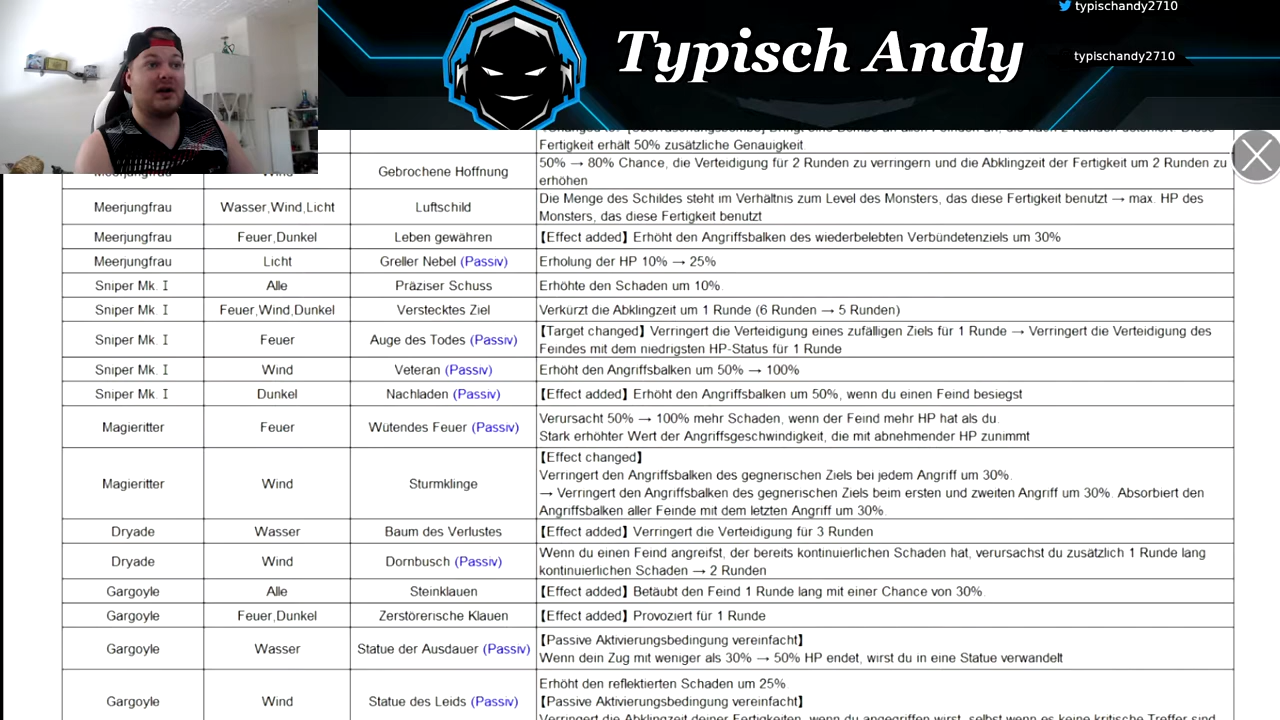 Typisch Andy
typischandy2710
typischandy2710
Fertigkeit erhält 50% zusätzliche Genauigkeit
Meerjungfrau Wind Gebrochene Hoffnung 50% → 80% Chance, die Verteidigung für 2 Runden zu verringern und die Abklingzeit der Fertigkeit um 2 Runden zu
erhöhen
Meerjungfrau Wasser,Wind,Licht Luftschild Die Menge des Schildes steht im Verhältnis zum Level des Monsters, das diese Fertigkeit benutzt → max. HP des
Monsters, das diese Fertigkeit benutzt
Meerjungfrau Feuer,Dunkel Leben gewähren 【Effect added】 Erhöht den Angriffsbalken des wiederbelebten Verbündetenziels um 30%
Meerjungfrau Licht Greller Nebel (Passiv) Erholung der HP 10% → 25%
Sniper Mk. I Alle Präziser Schuss Erhöhte den Schaden um 10%.
Sniper Mk. I Feuer,Wind,Dunkel Verstecktes Ziel Verkürzt die Abklingzeit um 1 Runde (6 Runden → 5 Runden)
Sniper Mk. I Feuer Auge des Todes (Passiv) 【Target changed】 Verringert die Verteidigung eines zufälligen Ziels für 1 Runde → Verringert die Verteidigung des
Feindes mit dem niedrigsten HP-Status für 1 Runde
Sniper Mk. I Wind Veteran (Passiv) Erhöht den Angriffsbalken um 50% → 100%
Sniper Mk. I Dunkel Nachladen (Passiv) 【Effect added】 Erhöht den Angriffsbalken um 50%, wenn du einen Feind besiegst
Magieritter Feuer Wütendes Feuer (Passiv) Verursacht 50% → 100% mehr Schaden, wenn der Feind mehr HP hat als du.
Stark erhöhter Wert der Angriffsgeschwindigkeit, die mit abnehmender HP zunimmt
Magieritter Wind Sturmklinge 【Effect changed】
Verringert den Angriffsbalken des gegnerischen Ziels bei jedem Angriff um 30%.
→ Verringert den Angriffsbalken des gegnerischen Ziels beim ersten und zweiten Angriff um 30%. Absorbiert den
Angriffsbalken aller Feinde mit dem letzten Angriff um 30%.
Dryade Wasser Baum des Verlustes 【Effect added】 Verringert die Verteidigung für 3 Runden
Dryade Wind Dornbusch (Passiv) Wenn du einen Feind angreifst, der bereits kontinuierlichen Schaden hat, verursachst du zusätzlich 1 Runde lang
kontinuierlichen Schaden → 2 Runden
Gargoyle Alle Steinklauen 【Effect added】 Betäubt den Feind 1 Runde lang mit einer Chance von 30%.
Gargoyle Feuer,Dunkel Zerstörerische Klauen 【Effect added】 Provoziert für 1 Runde
Gargoyle Wasser Statue der Ausdauer (Passiv) 【Passive Aktivierungsbedingung vereinfacht】
Wenn dein Zug mit weniger als 30% → 50% HP endet, wirst du in eine Statue verwandelt
Gargoyle Wind Statue des Leids (Passiv) Erhöht den reflektierten Schaden um 25%
【Passive Aktivierungsbedingung vereinfacht】
Verringert die Abklingzeit deiner Fertigkeiten, wenn du angegriffen wirst, selbst wenn es keine kritische Treffer sind